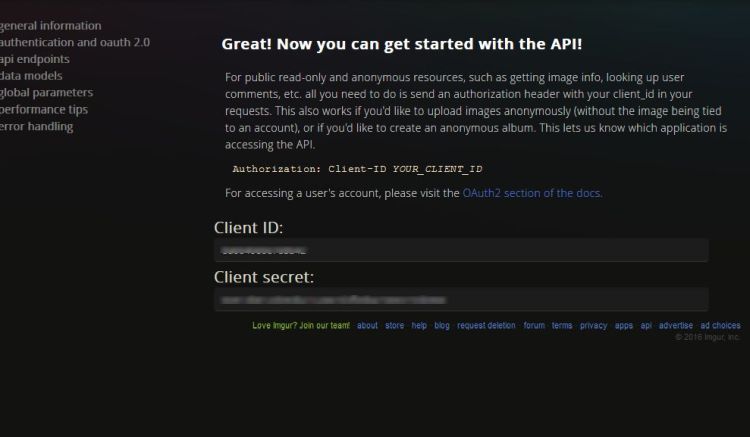 general information
authentication and oauth 2.0
api endpoints
data models
global parameters
performance tips
error handling
Great! Now you can get started with the API!
For public read-only and anonymous resources, such as getting image info, looking up user
comments, etc. all you need to do is send an authorization header with your client_id in your
requests. This also works if you'd like to upload images anonymously (without the image being tied
to an account), or if you'd like to create an anonymous album. This lets us know which application is
accessing the API.
Authorization: Client-ID YOUR_CLIENT_ID
For accessing a user's account, please visit the OAuth2 section of the docs.
Client ID:
Client secret:
Love Imgur? Join our team! about store help blog request deletion forum terms privacy apps api advertise ad choices
© 2016 Imgur, Inc.